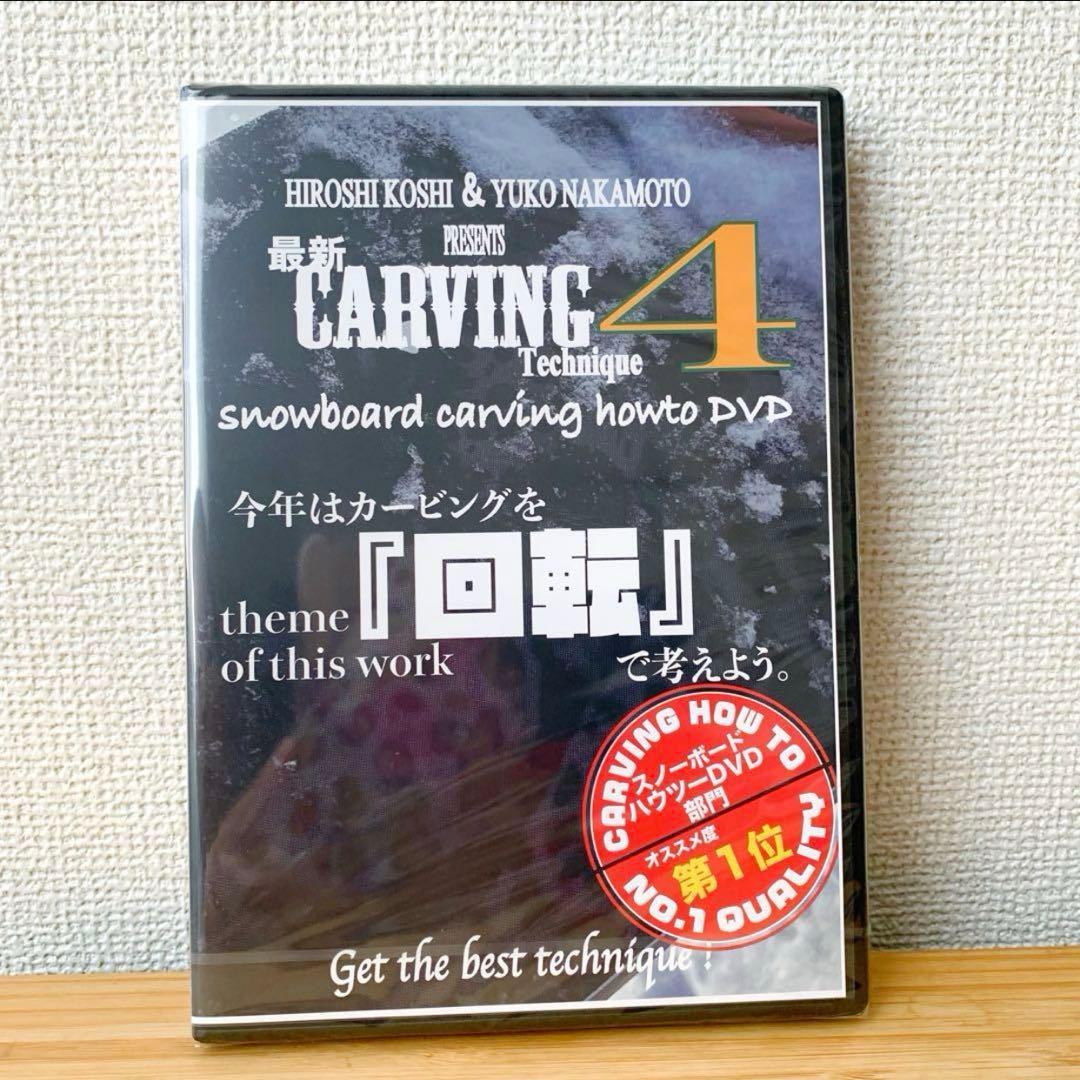 HIROSHI KOSHI & YUKO NAKAMOTO
PRESENTS
最新
CARVING 4
Technique
snowboard carving howto DVD
今年はカービングを
『回転』
theme
of this work
で考えよう。
CARVING HOW TO
スノーボード
ハウツーDVD
部門
オススメ度
第1位
NO.1 QUALITY
Get the best technique !